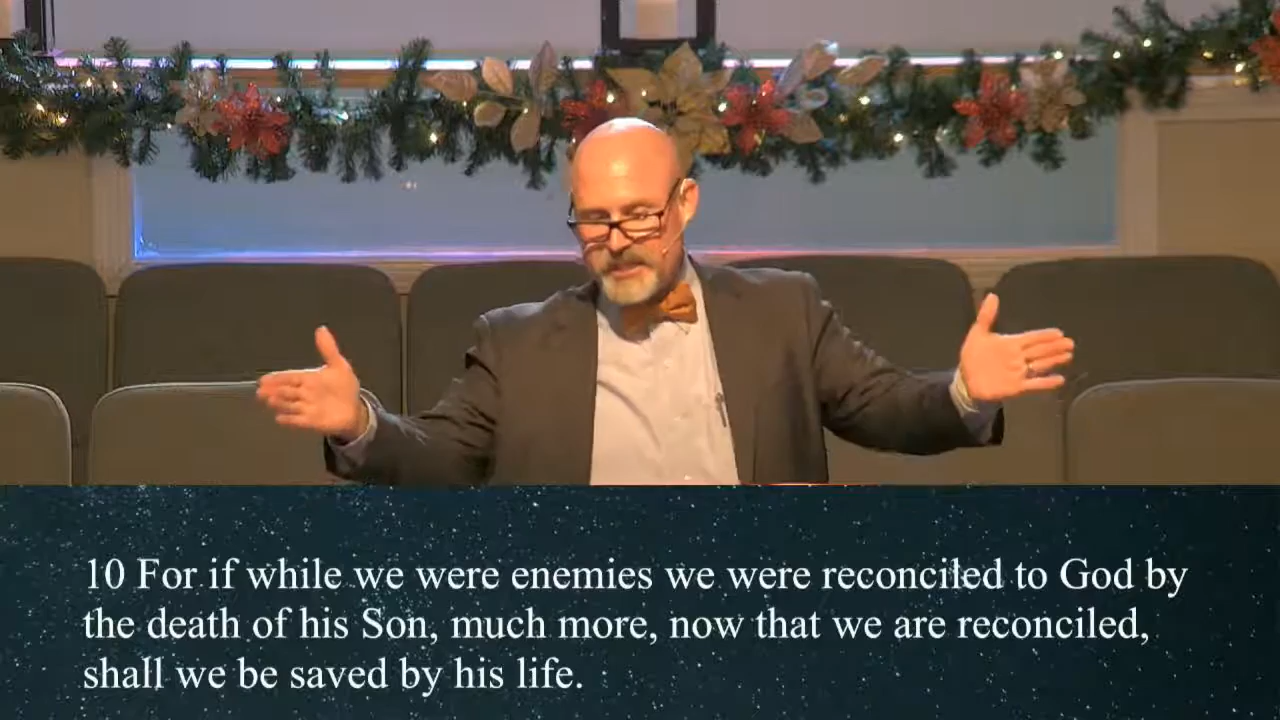 10 For if while we were enemies we were reconciled to God by
the death of his Son, much more, now that we are reconciled,
shall we be saved by his life.